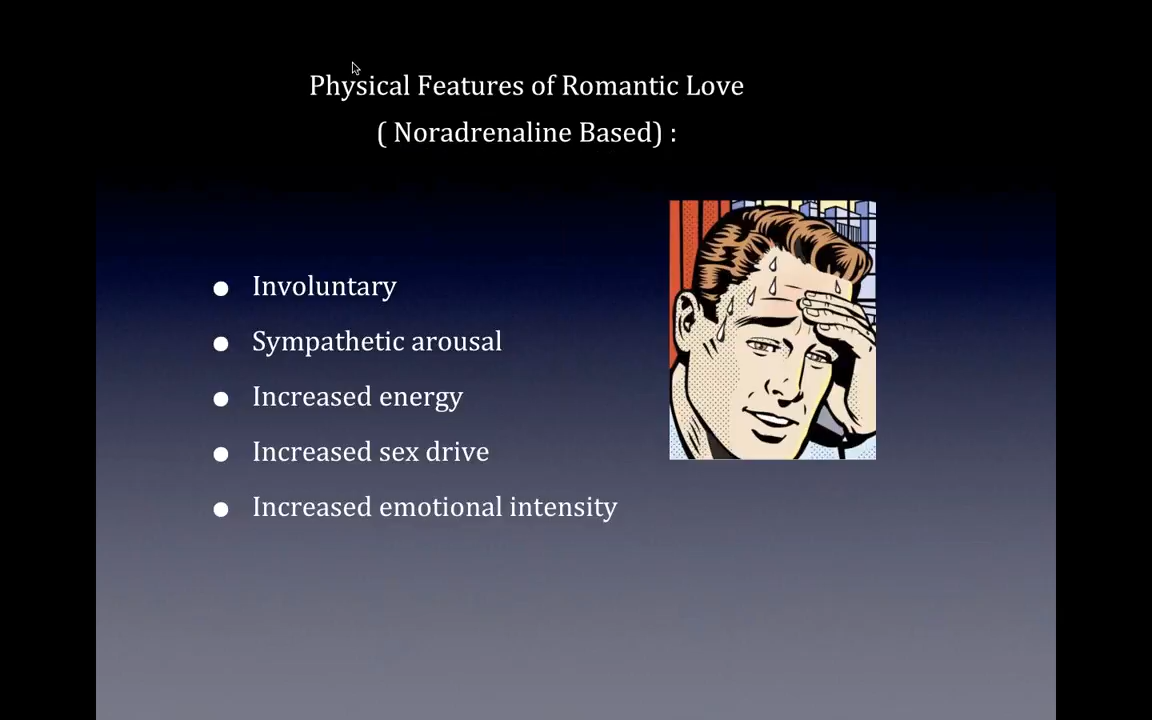 Physical Features of Romantic Love
( Noradrenaline Based) :
● Involuntary
● Sympathetic arousal
● Increased energy
● Increased sex drive
● Increased emotional intensity